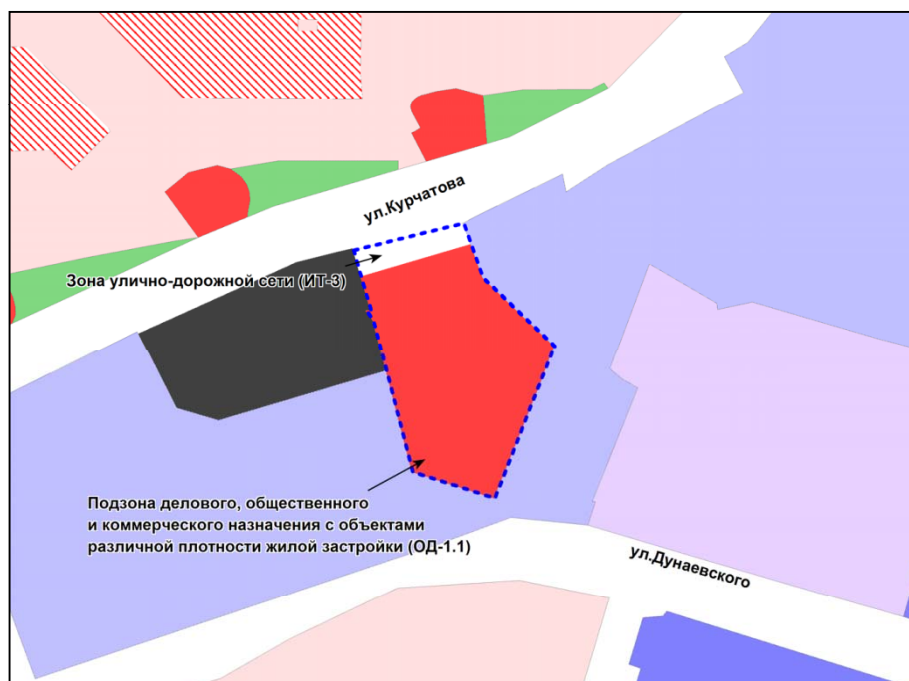 ул.Курчатова
Зона улично-дорожной сети (ИТ-3)
Подзона делового, общественного
и коммерческого назначения с объектами
различной плотности жилой застройки (ОД-1.1)
ул.Дунаевского